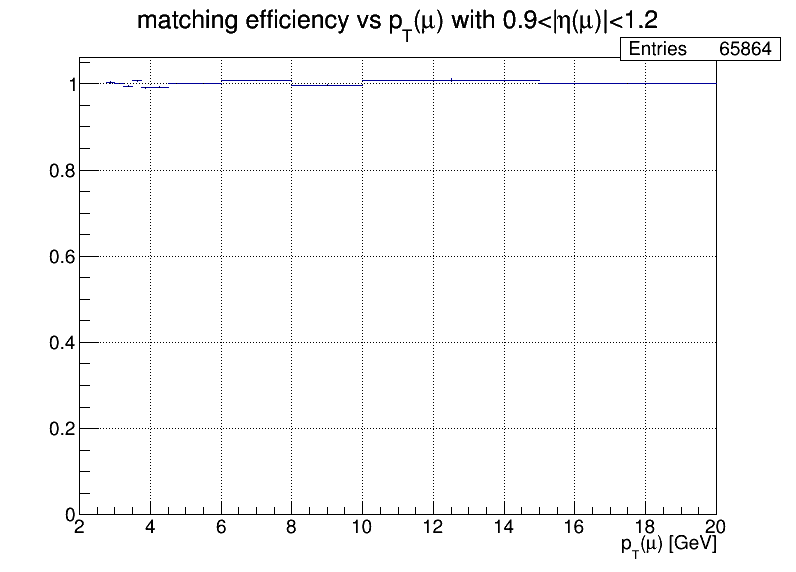 matching efficiency vs p_T(μ) with 0.9<|η(μ)|<1.2
Entries 65864
1
0.8
0.6
0.4
0.2
0
2 4 6 8 10 12 14 16 18 20
p_T(μ) [GeV]